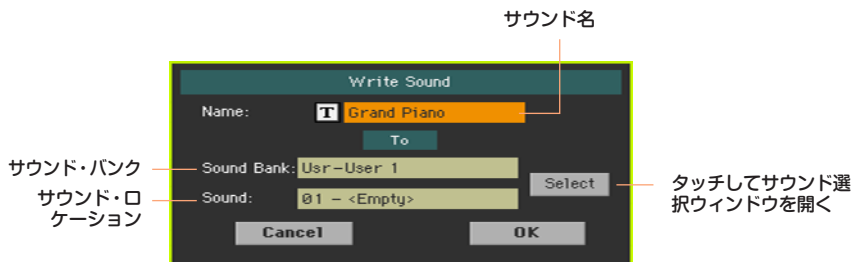 サウンド名
Write Sound
Name: T Grand Piano
To
サウンド・バンク
Sound Bank: Usr-User 1
Select
サウンド・ロ
ケーション
Sound: 01 - <Empty>
タッチしてサウンド選
択ウィンドウを開く
Cancel OK